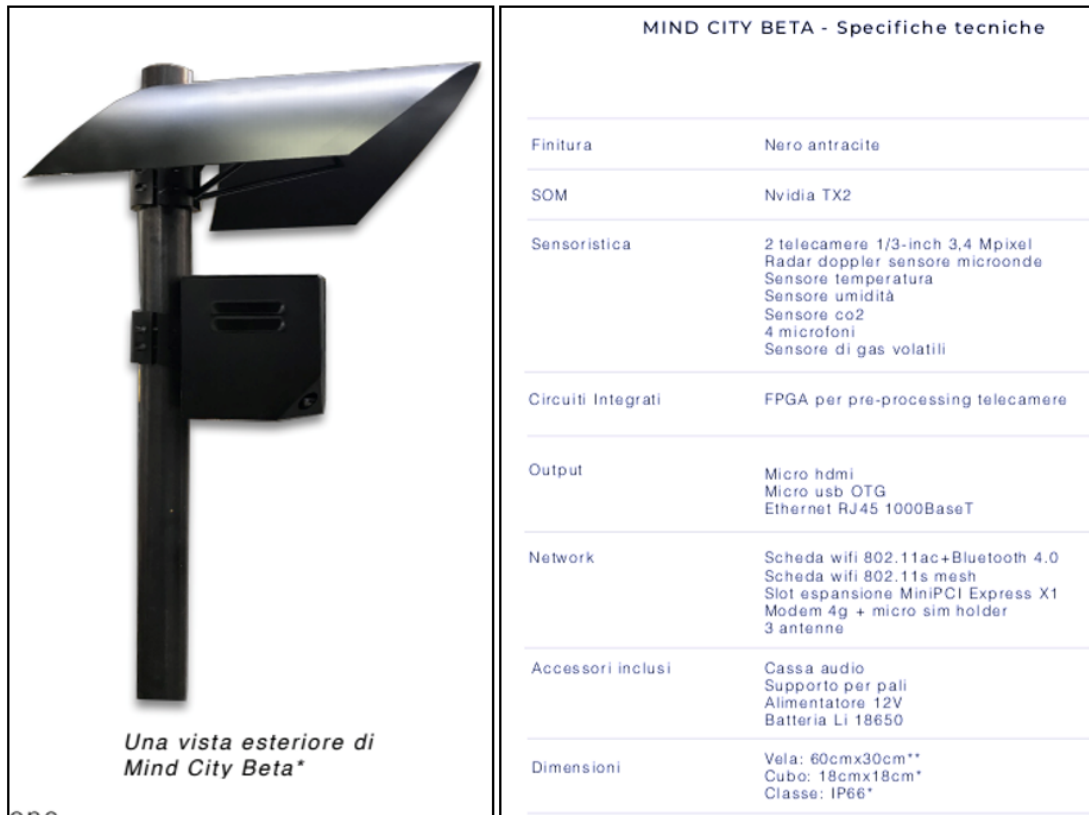 Una vista esteriore di
Mind City Beta*
MIND CITY BETA - Specifiche tecniche
Finitura Nero antracite
SOM Nvidia TX2
Sensoristica 2 telecamere 1/3-inch 3,4 Mpixel
Radar doppler sensore microonde
Sensore temperatura
Sensore umidità
Sensore co2
4 microfoni
Sensore di gas volatili
Circuiti Integrati FPGA per pre-processing telecamere
Output Micro hdmi
Micro usb OTG
Ethernet RJ45 1000BaseT
Network Scheda wifi 802.11ac+Bluetooth 4.0
Scheda wifi 802.11s mesh
Slot espansione MiniPCI Express X1
Modem 4g + micro sim holder
3 antenne
Accessori inclusi Cassa audio
Supporto per pali
Alimentatore 12V
Batteria Li 18650
Dimensioni Vela: 60cmx30cm**
Cubo: 18cmx18cm*
Classe: IP66*